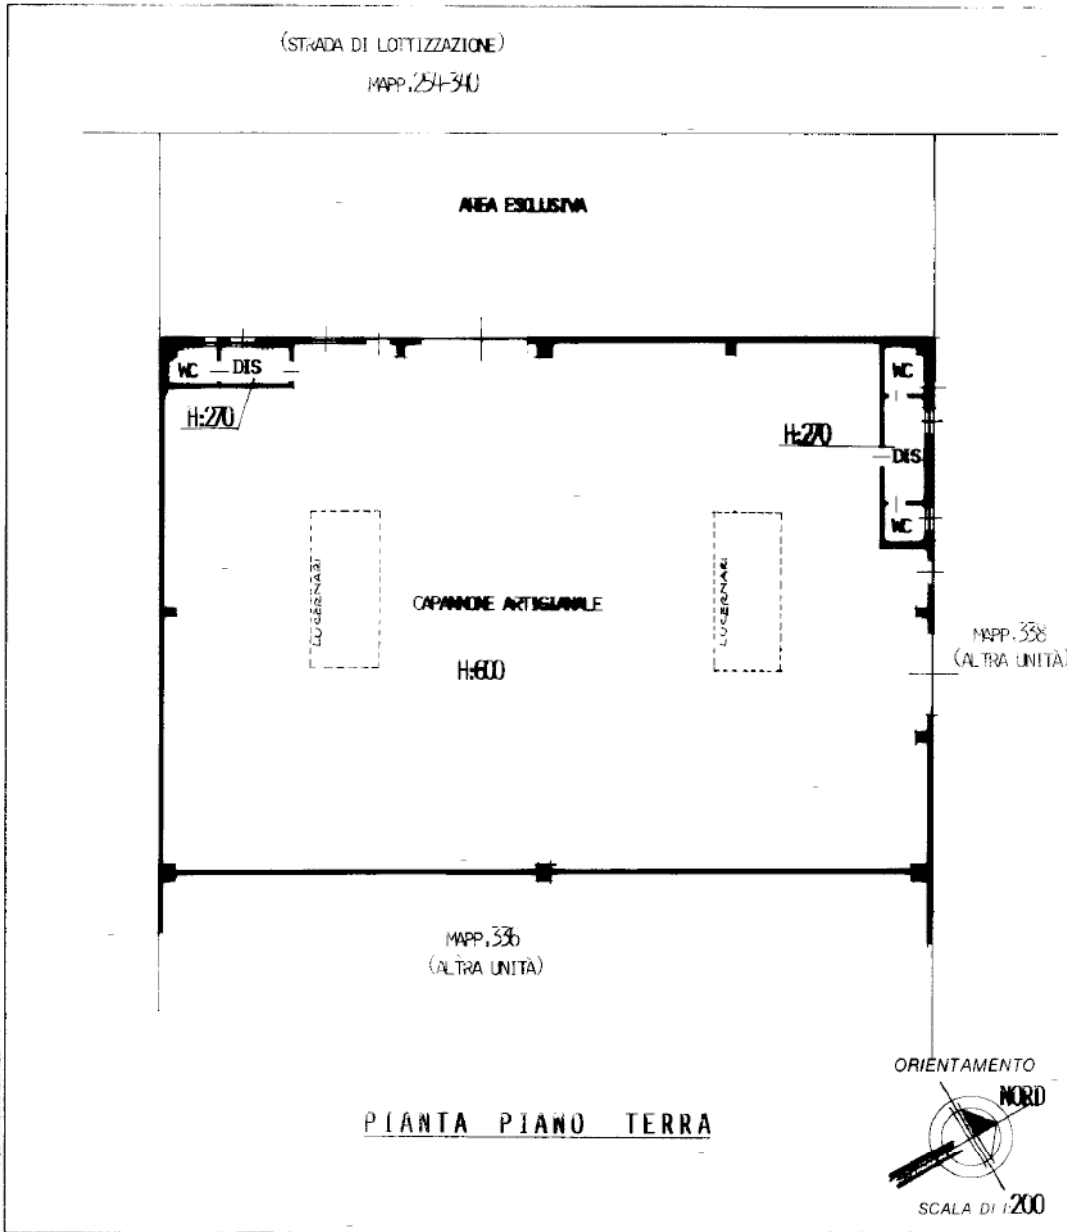 (STRADA DI LOTTIZZAZIONE)
MAPP.254-340
AREA ESCLUSIVA
WC
DIS
WC
H:270
H:270
DIS
WC
LUCERNARI
LUCERNARI
CAPANNONE ARTIGIANALE
H:600
MAPP.338
(ALTRA UNITÀ)
MAPP.336
(ALTRA UNITÀ)
ORIENTAMENTO
NORD
PIANTA PIANO TERRA
SCALA DI 1:200